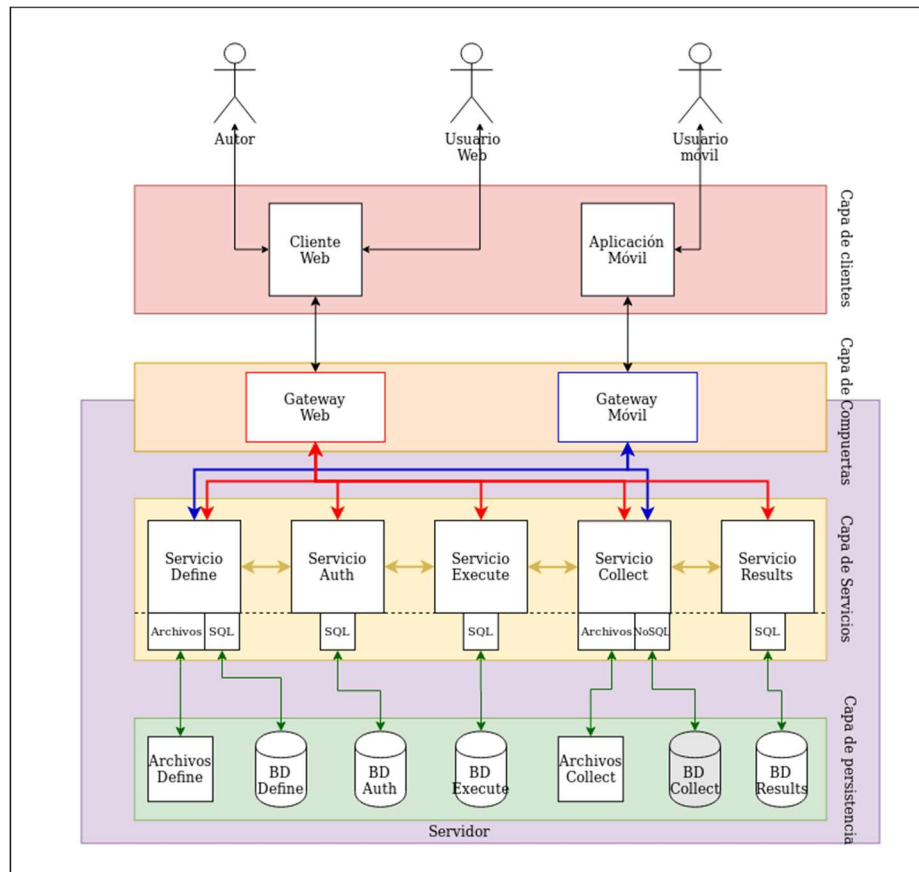 Autor
Usuario
Web
Usuario
móvil
Capa de clientes
Cliente
Web
Aplicación
Móvil
Capa de Compuertas
Gateway
Web
Gateway
Móvil
Capa de Servicios
Servicio
Define
Servicio
Auth
Servicio
Execute
Servicio
Collect
Servicio
Results
Archivos
SQL
SQL
SQL
Archivos
NoSQL
SQL
Capa de persistencia
Archivos
Define
BD
Define
BD
Auth
BD
Execute
Archivos
Collect
BD
Collect
BD
Results
Servidor